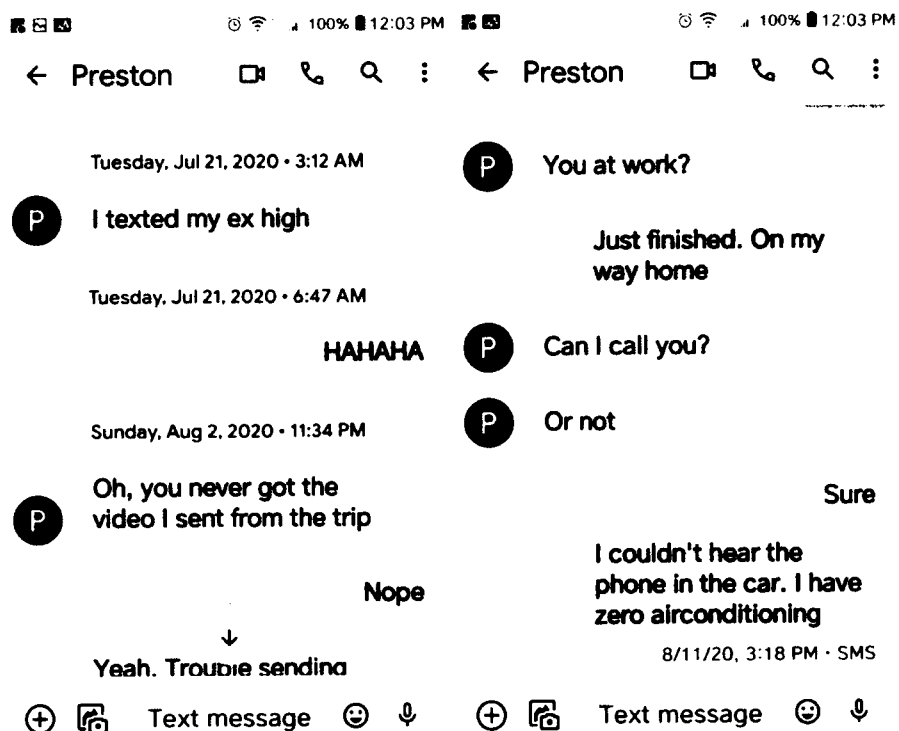 100% 12:03 PM
Preston
Tuesday, Jul 21, 2020 • 3:12 AM
P
I texted my ex high
Tuesday, Jul 21, 2020 • 6:47 AM
HAHAHA
Sunday, Aug 2, 2020 • 11:34 PM
P
Oh, you never got the
video I sent from the trip
Nope
Yeah. Trouble sending
Text message
100% 12:03 PM
Preston
P
You at work?
Just finished. On my
way home
P
Can I call you?
P
Or not
Sure
I couldn't hear the
phone in the car. I have
zero airconditioning
8/11/20, 3:18 PM · SMS
Text message